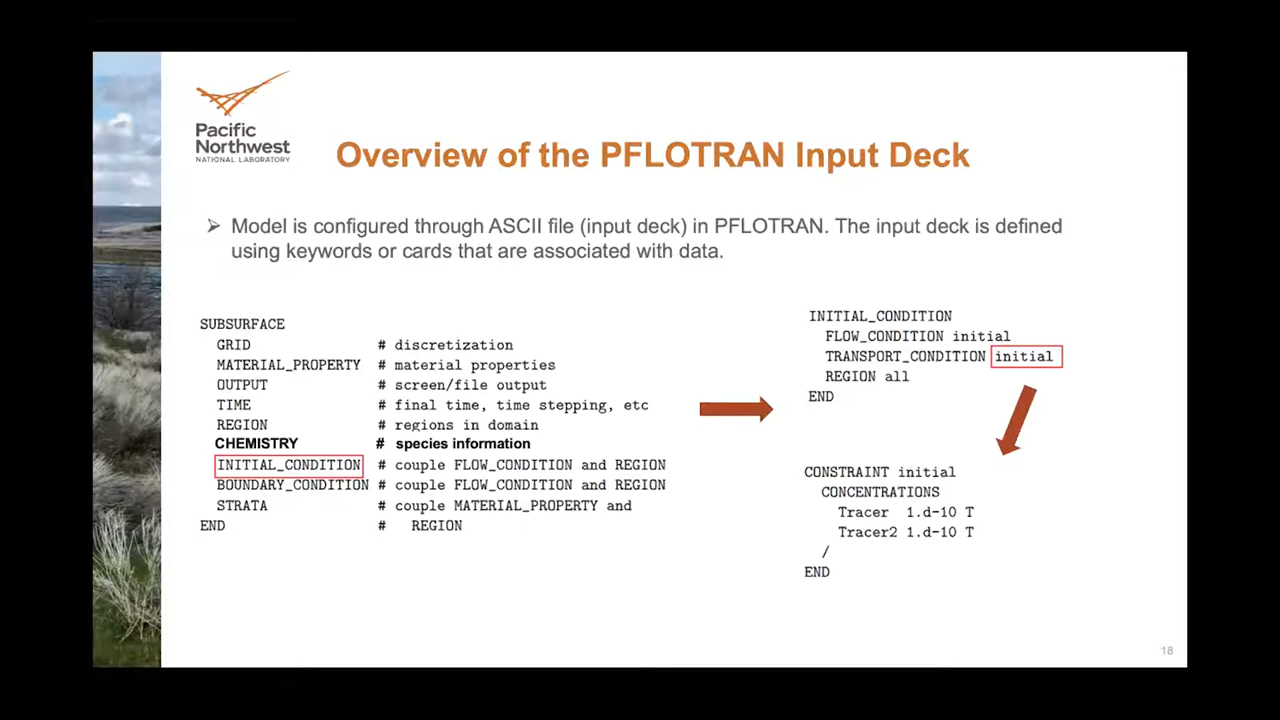 Pacific
Northwest
NATIONAL LABORATORY
Overview of the PFLOTRAN Input Deck
➢ Model is configured through ASCII file (input deck) in PFLOTRAN. The input deck is defined
using keywords or cards that are associated with data.
SUBSURFACE
GRID # discretization
MATERIAL_PROPERTY # material properties
OUTPUT # screen/file output
TIME # final time, time stepping, etc
REGION # regions in domain
CHEMISTRY # species information
INITIAL_CONDITION # couple FLOW_CONDITION and REGION
BOUNDARY_CONDITION # couple FLOW_CONDITION and REGION
STRATA # couple MATERIAL_PROPERTY and
END # REGION
INITIAL_CONDITION
FLOW_CONDITION initial
TRANSPORT_CONDITION initial
REGION all
END
CONSTRAINT initial
CONCENTRATIONS
Tracer 1.d-10 T
Tracer2 1.d-10 T
/
END
18